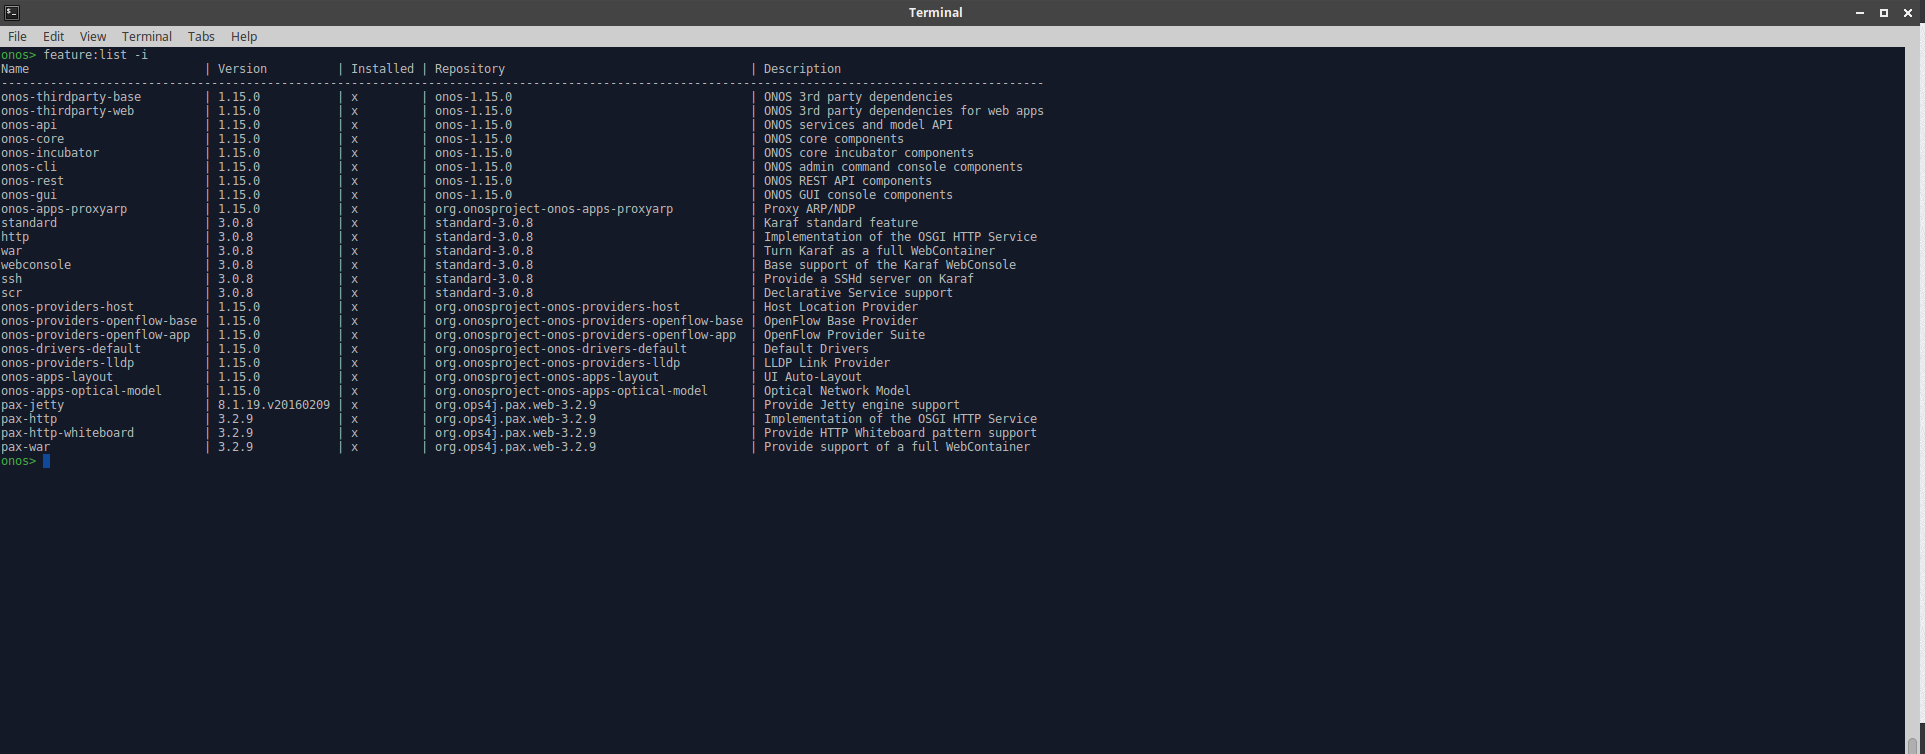 Terminal
File Edit View Terminal Tabs Help
onos> feature:list -i
Name                         | Version          | Installed | Repository                                   | Description
-----------------------------------------------------------------------------------------------------------------------------------------------------
onos-thirdparty-base         | 1.15.0           | x         | onos-1.15.0                                  | ONOS 3rd party dependencies
onos-thirdparty-web          | 1.15.0           | x         | onos-1.15.0                                  | ONOS 3rd party dependencies for web apps
onos-api                     | 1.15.0           | x         | onos-1.15.0                                  | ONOS services and model API
onos-core                    | 1.15.0           | x         | onos-1.15.0                                  | ONOS core components
onos-incubator               | 1.15.0           | x         | onos-1.15.0                                  | ONOS core incubator components
onos-cli                     | 1.15.0           | x         | onos-1.15.0                                  | ONOS admin command console components
onos-rest                    | 1.15.0           | x         | onos-1.15.0                                  | ONOS REST API components
onos-gui                     | 1.15.0           | x         | onos-1.15.0                                  | ONOS GUI console components
onos-apps-proxyarp           | 1.15.0           | x         | org.onosproject-onos-apps-proxyarp           | Proxy ARP/NDP
standard                     | 3.0.8            | x         | standard-3.0.8                               | Karaf standard feature
http                         | 3.0.8            | x         | standard-3.0.8                               | Implementation of the OSGI HTTP Service
war                          | 3.0.8            | x         | standard-3.0.8                               | Turn Karaf as a full WebContainer
webconsole                   | 3.0.8            | x         | standard-3.0.8                               | Base support of the Karaf WebConsole
ssh                          | 3.0.8            | x         | standard-3.0.8                               | Provide a SSHd server on Karaf
scr                          | 3.0.8            | x         | standard-3.0.8                               | Declarative Service support
onos-providers-host          | 1.15.0           | x         | org.onosproject-onos-providers-host          | Host Location Provider
onos-providers-openflow-base | 1.15.0           | x         | org.onosproject-onos-providers-openflow-base | OpenFlow Base Provider
onos-providers-openflow-app  | 1.15.0           | x         | org.onosproject-onos-providers-openflow-app  | OpenFlow Provider Suite
onos-drivers-default         | 1.15.0           | x         | org.onosproject-onos-drivers-default         | Default Drivers
onos-providers-lldp          | 1.15.0           | x         | org.onosproject-onos-providers-lldp          | LLDP Link Provider
onos-apps-layout             | 1.15.0           | x         | org.onosproject-onos-apps-layout             | UI Auto-Layout
onos-apps-optical-model      | 1.15.0           | x         | org.onosproject-onos-apps-optical-model      | Optical Network Model
pax-jetty                    | 8.1.19.v20160209 | x         | org.ops4j.pax.web-3.2.9                      | Provide Jetty engine support
pax-http                     | 3.2.9            | x         | org.ops4j.pax.web-3.2.9                      | Implementation of the OSGI HTTP Service
pax-http-whiteboard          | 3.2.9            | x         | org.ops4j.pax.web-3.2.9                      | Provide HTTP Whiteboard pattern support
pax-war                      | 3.2.9            | x         | org.ops4j.pax.web-3.2.9                      | Provide support of a full WebContainer
onos>